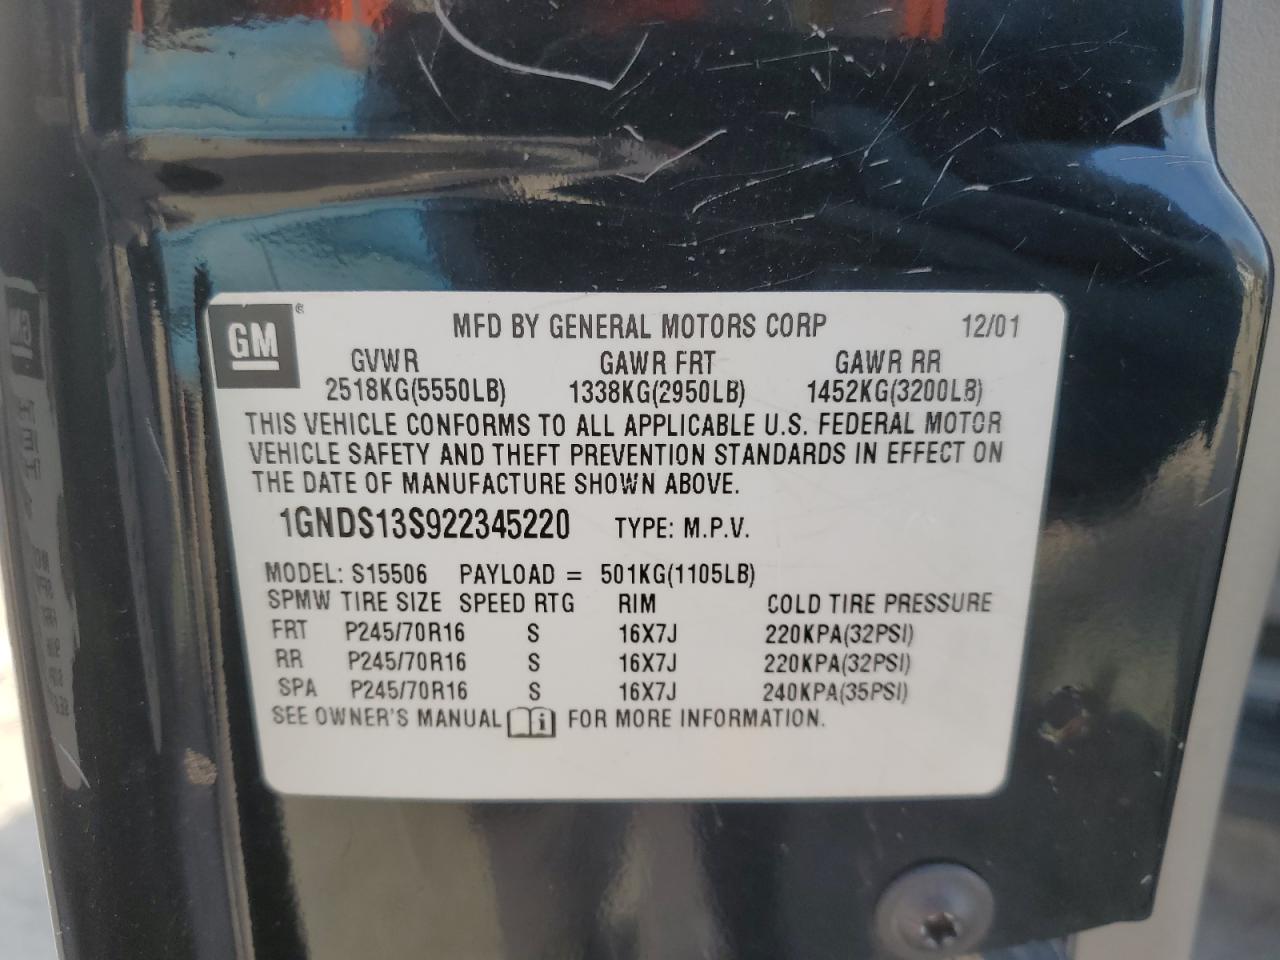 GM ® MFD BY GENERAL MOTORS CORP 12/01
GVWR GAWR FRT GAWR RR
2518KG(5550LB) 1338KG(2950LB) 1452KG(3200LB)
THIS VEHICLE CONFORMS TO ALL APPLICABLE U.S. FEDERAL MOTOR
VEHICLE SAFETY AND THEFT PREVENTION STANDARDS IN EFFECT ON
THE DATE OF MANUFACTURE SHOWN ABOVE.
1GNDS13S922345220 TYPE: M.P.V.
MODEL: S15506 PAYLOAD = 501KG(1105LB)
SPMW TIRE SIZE SPEED RTG RIM COLD TIRE PRESSURE
FRT P245/70R16 S 16X7J 220KPA(32PSI)
RR P245/70R16 S 16X7J 220KPA(32PSI)
SPA P245/70R16 S 16X7J 240KPA(35PSI)
SEE OWNER'S MANUAL i FOR MORE INFORMATION.